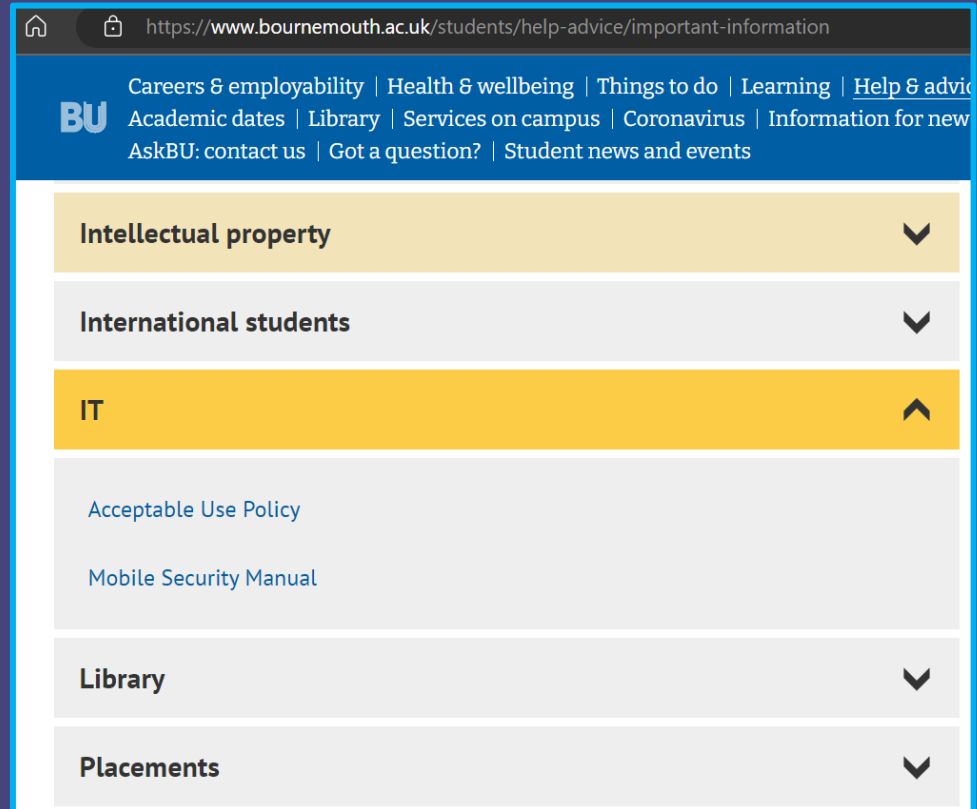 https://www.bournemouth.ac.uk/students/help-advice/important-information
Careers & employability | Health & wellbeing | Things to do | Learning | Help &
BU
Academic dates | Library | Services on campus | Coronavirus | Information for new
AskBU: contact us | Got a question? | Student news and events
Intellectual property
International students
IT
Acceptable Use Policy
Mobile Security Manual
Library
Placements